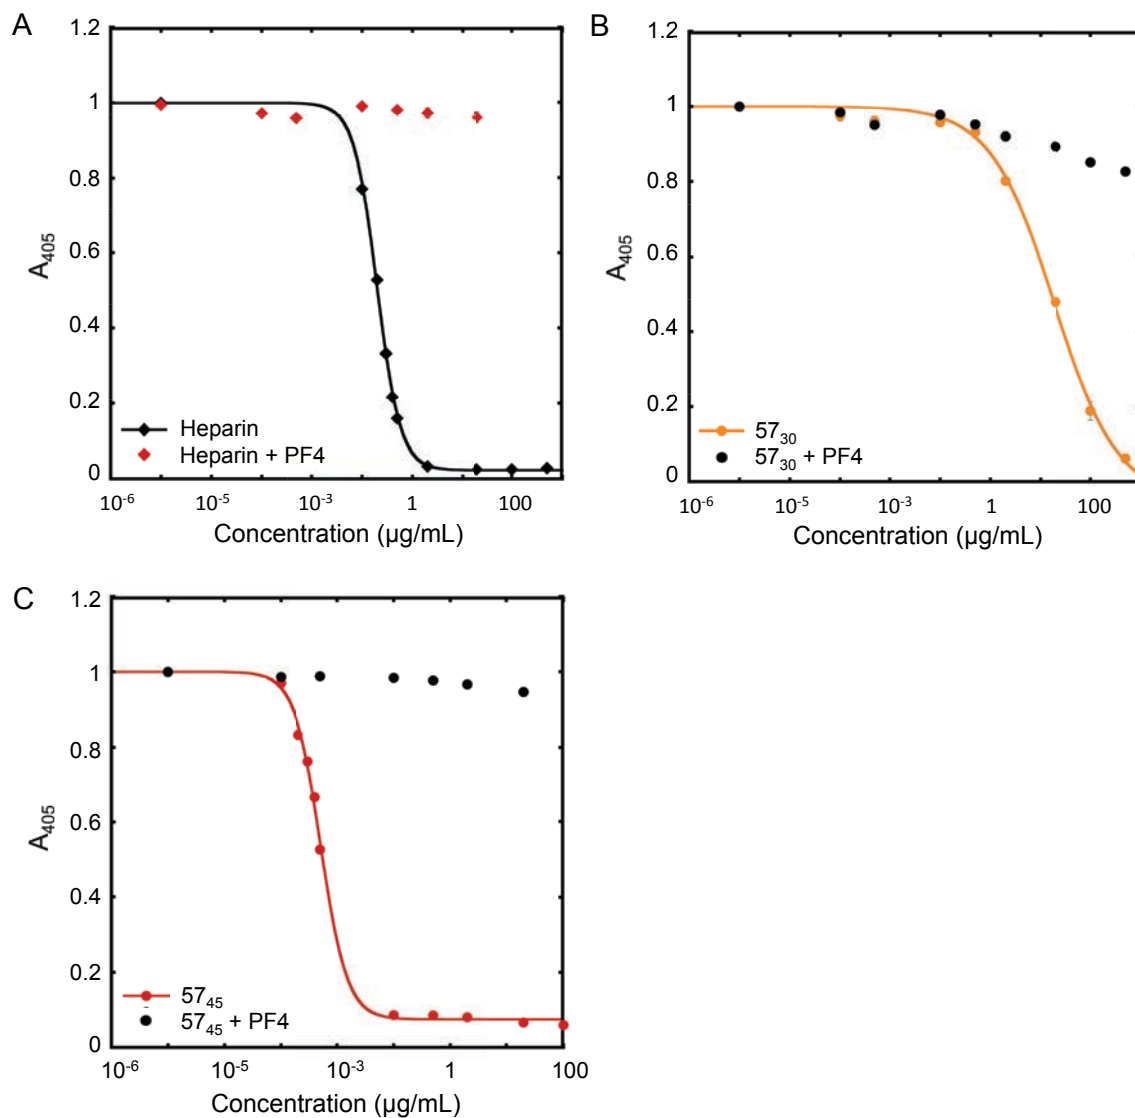 A
1.2
1
0.8
0.6
0.4
0.2
0
A₄₀₅
Heparin
Heparin + PF4
10⁻⁶ 10⁻⁵ 10⁻³ 1 100
Concentration (µg/mL)
B
1.2
1
0.8
0.6
0.4
0.2
0
A₄₀₅
57₃₀
57₃₀ + PF4
10⁻⁶ 10⁻⁵ 10⁻³ 1 100
Concentration (µg/mL)
C
1.2
1
0.8
0.6
0.4
0.2
0
A₄₀₅
57₄₅
57₄₅ + PF4
10⁻⁶ 10⁻⁵ 10⁻³ 1 100
Concentration (µg/mL)